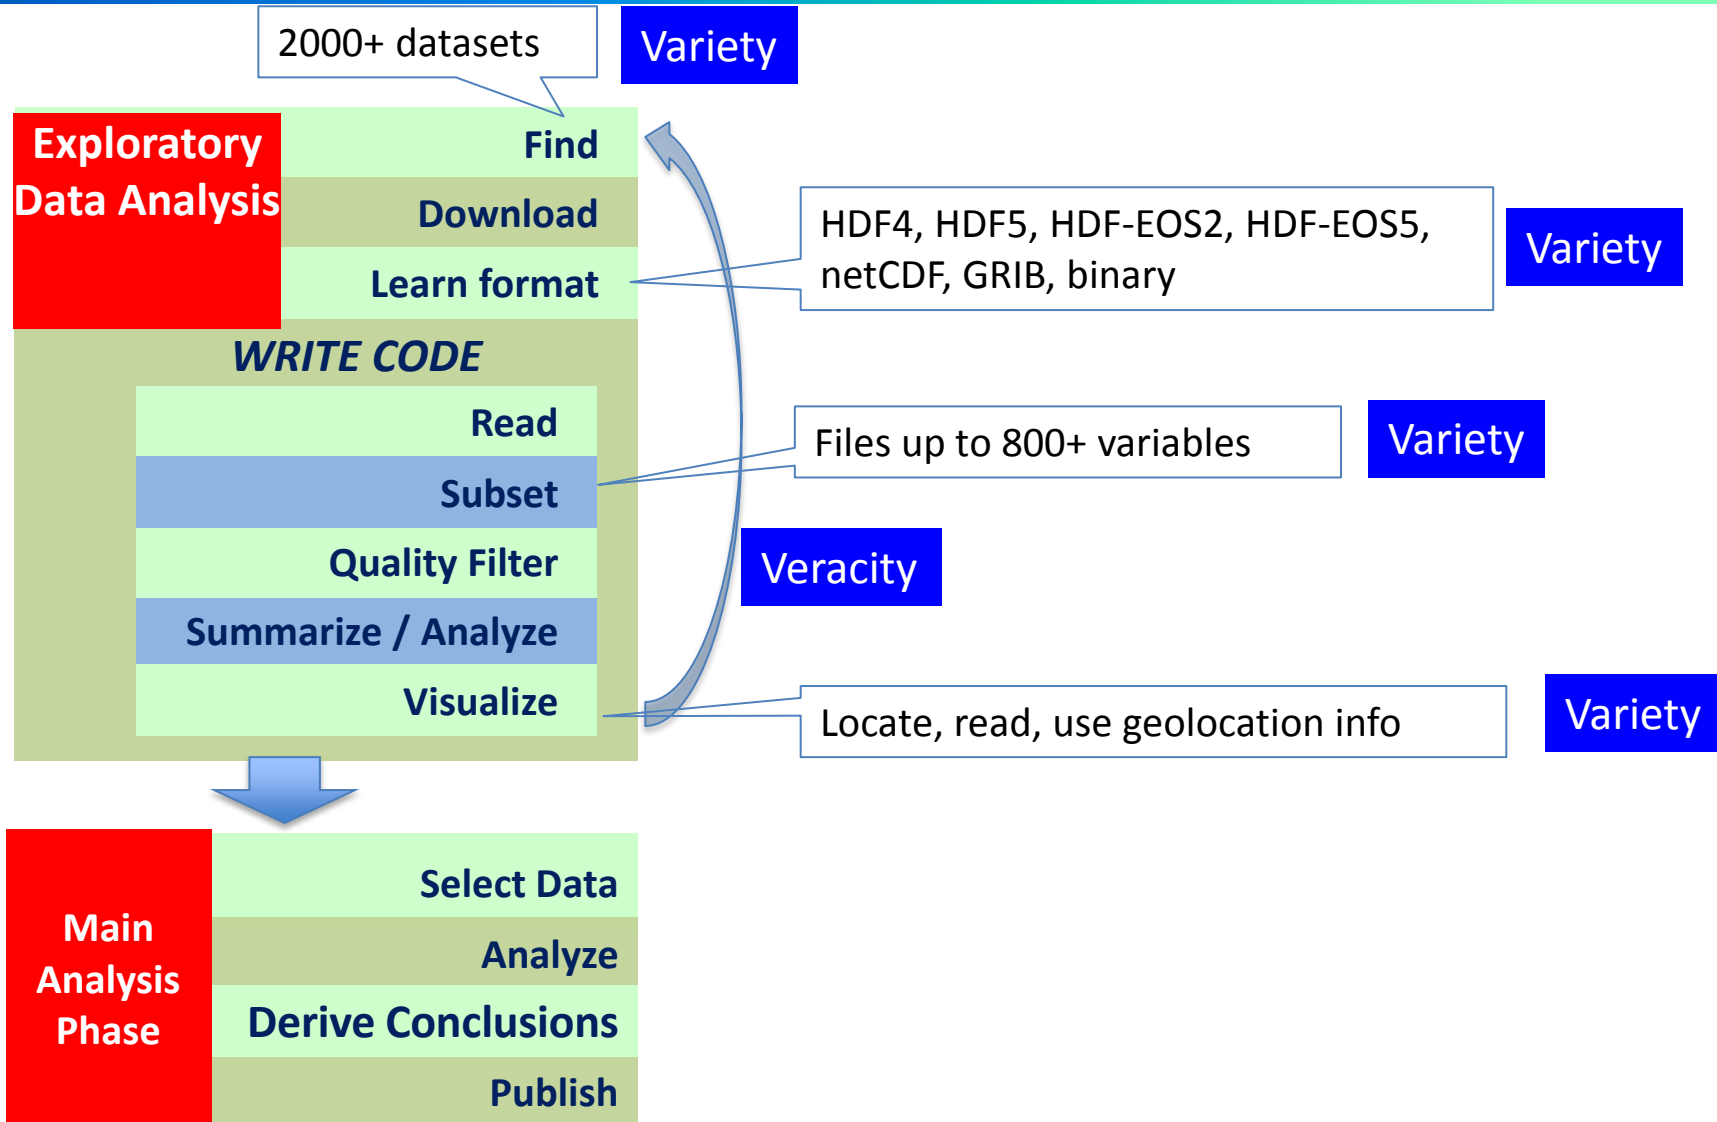 2000+ datasets
Variety
Exploratory
Data Analysis
Find
Download
Learn format
HDF4, HDF5, HDF-EOS2, HDF-EOS5,
netCDF, GRIB, binary
Variety
WRITE CODE
Read
Subset
Files up to 800+ variables
Variety
Quality Filter
Veracity
Summarize / Analyze
Visualize
Locate, read, use geolocation info
Variety
Main
Analysis
Phase
Select Data
Analyze
Derive Conclusions
Publish